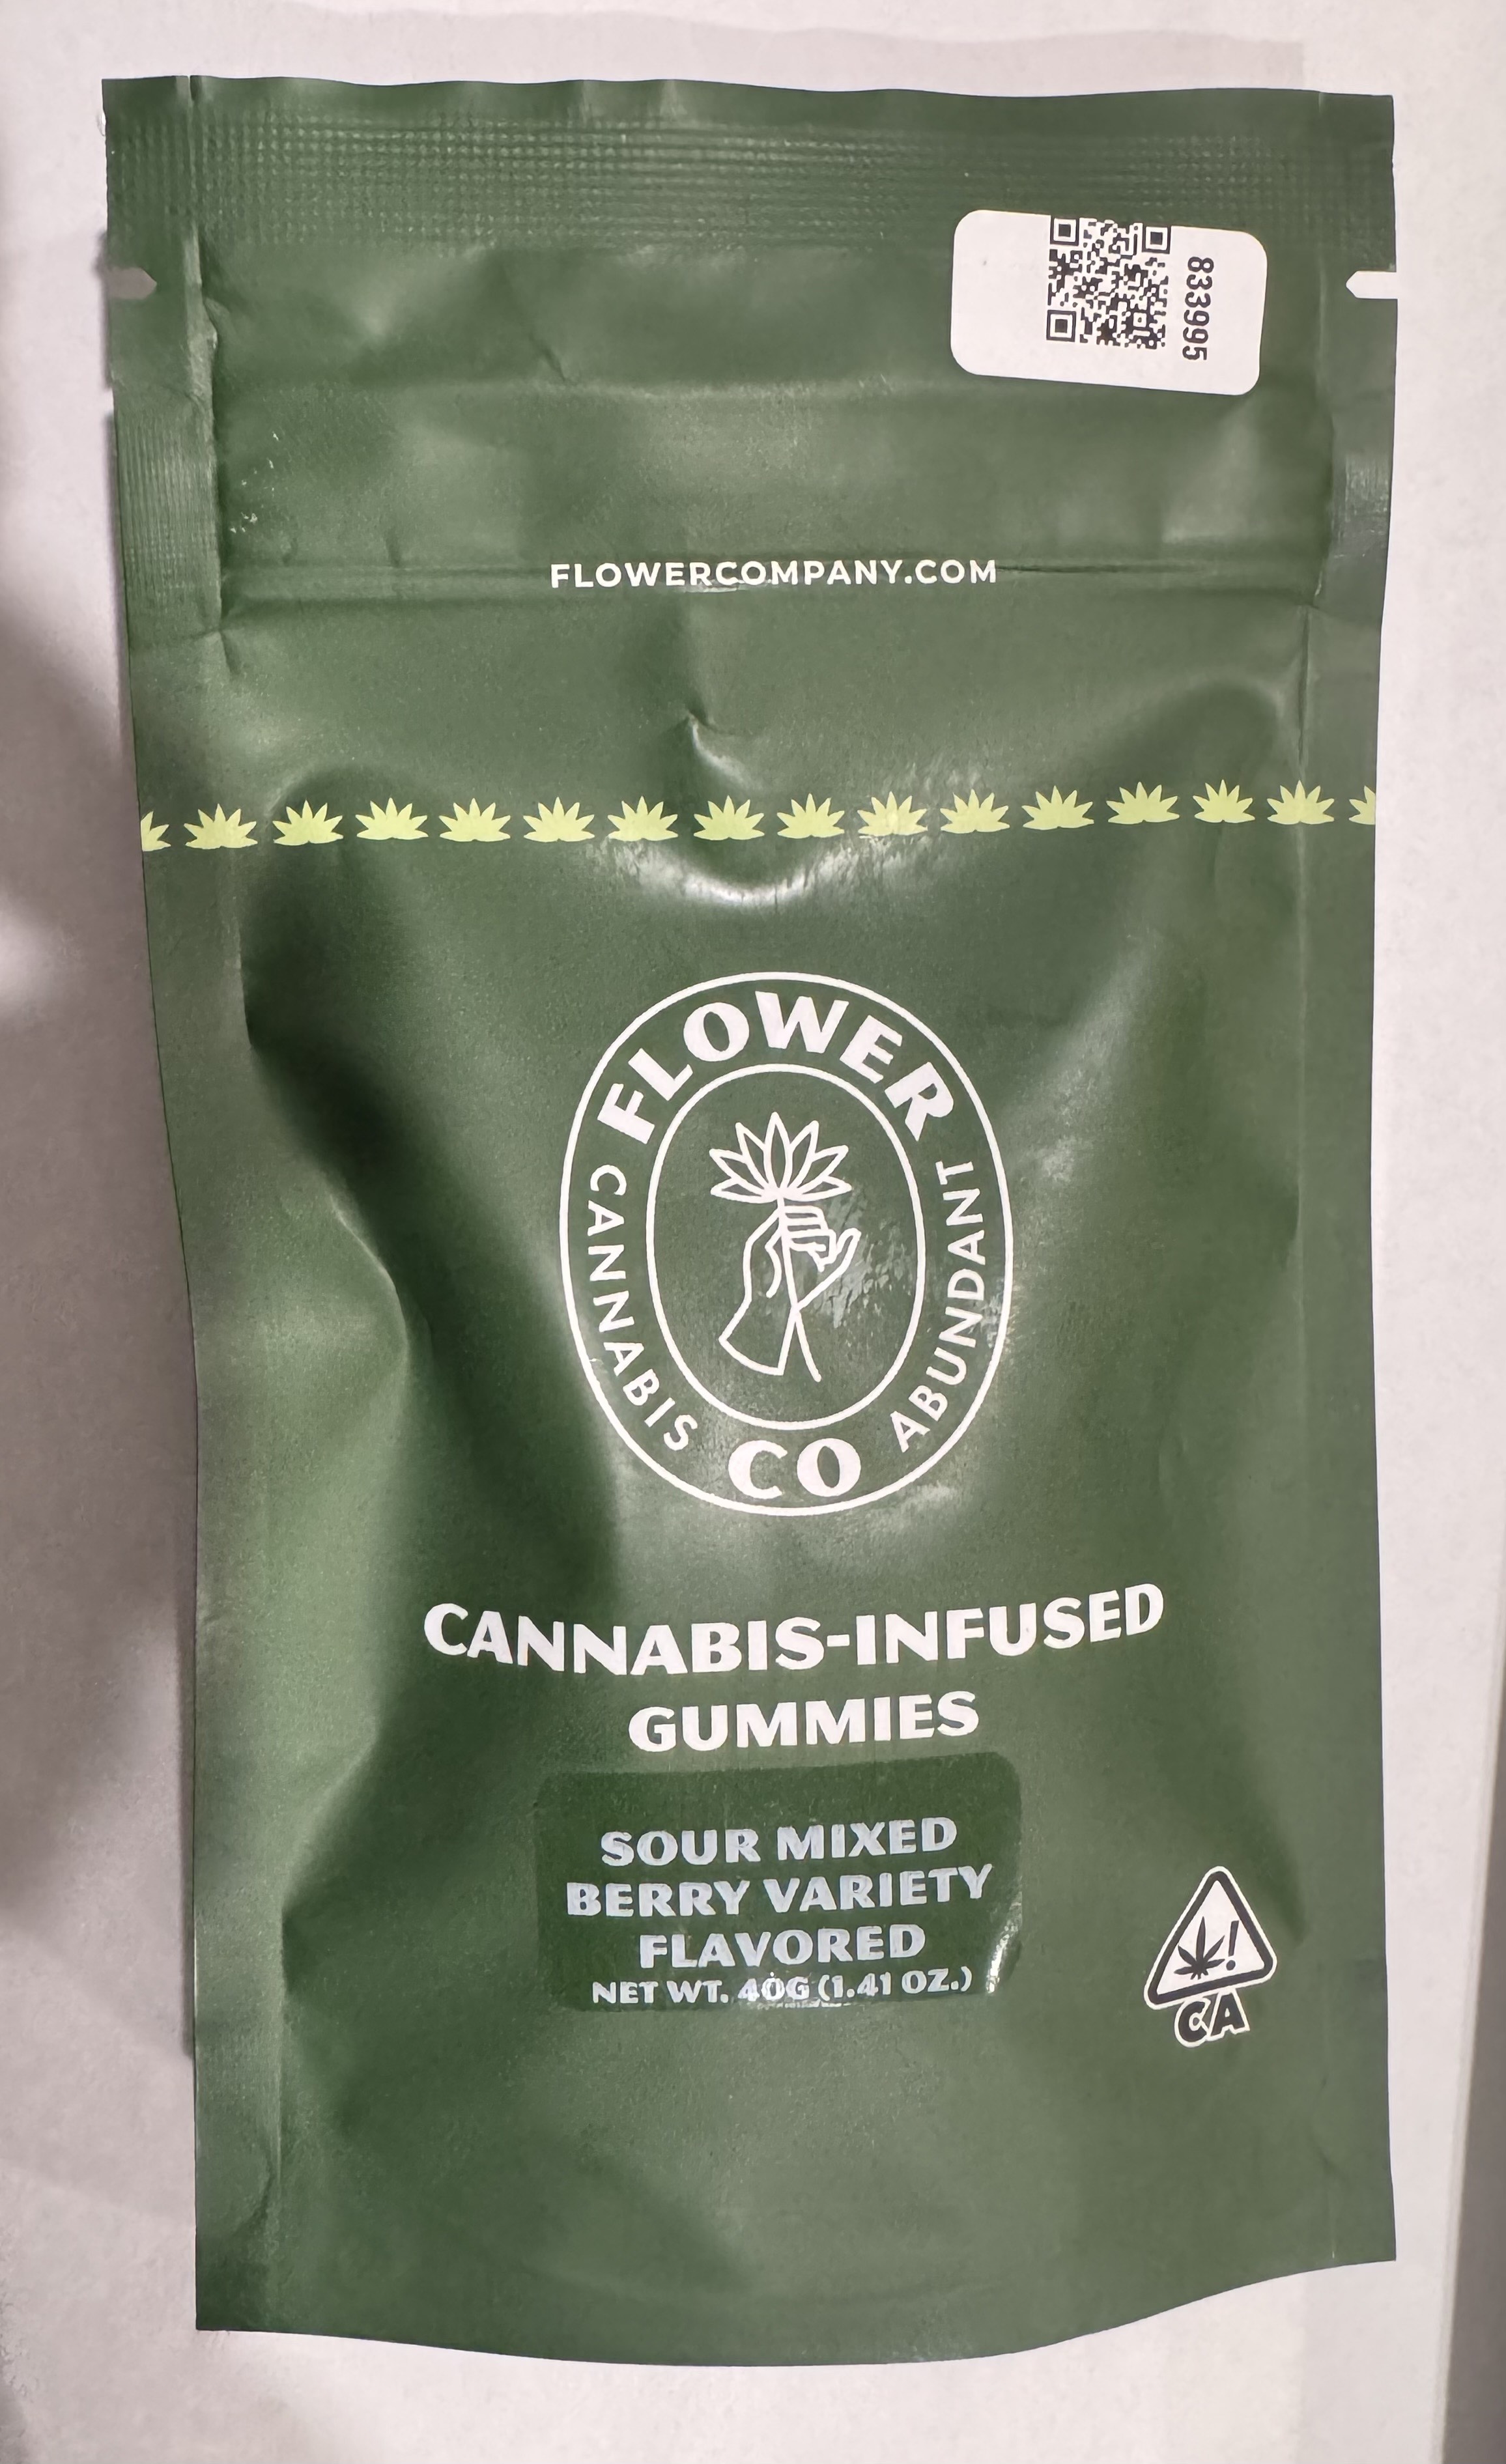 833995
FLOWERCOMPANY.COM
FLOWER
CANNABIS
ABUNDANT
CO
CANNABIS-INFUSED
GUMMIES
SOUR MIXED
BERRY VARIETY
FLAVORED
NET WT. 40G (1.41 OZ.)
!
CA